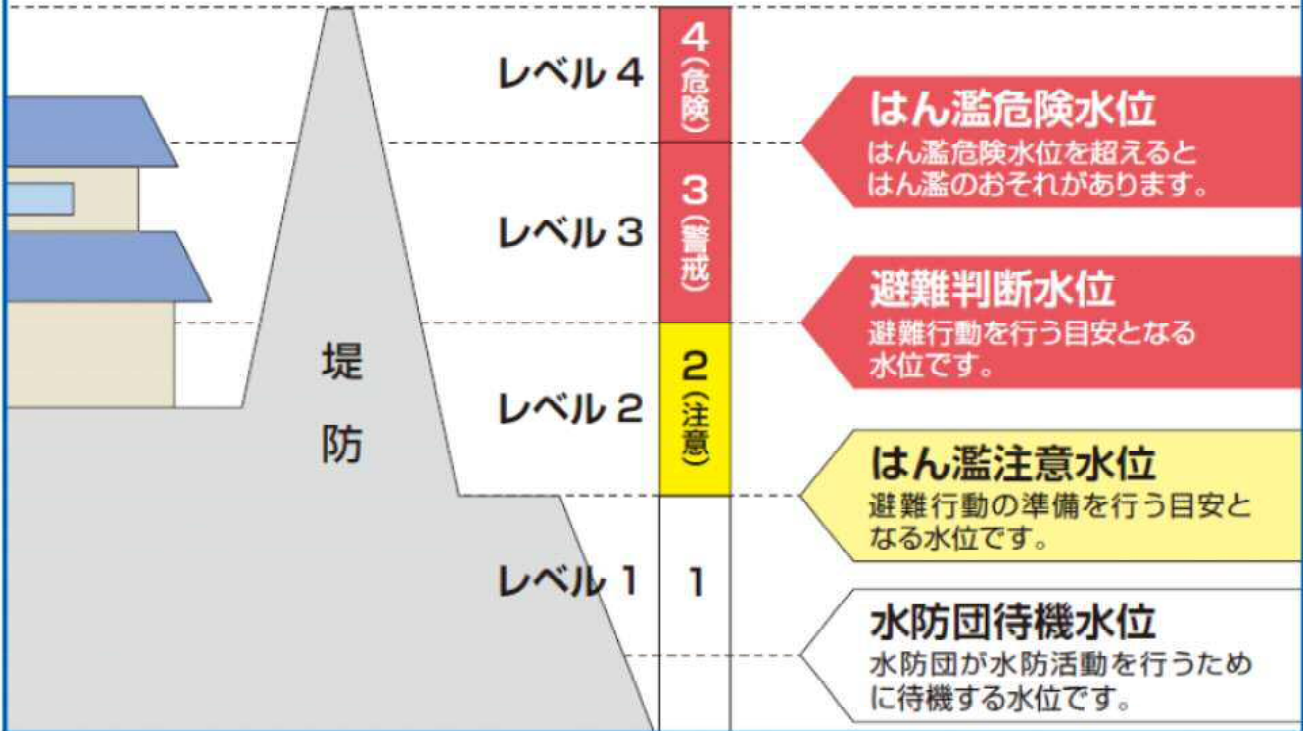 レベル 4
4(危険)
はん濫危険水位
はん濫危険水位を超えると
はん濫のおそれがあります。
レベル 3
3(警戒)
避難判断水位
避難行動を行う目安となる
水位です。
堤防
レベル 2
2(注意)
はん濫注意水位
避難行動の準備を行う目安と
なる水位です。
レベル 1
1
水防団待機水位
水防団が水防活動を行うため
に待機する水位です。